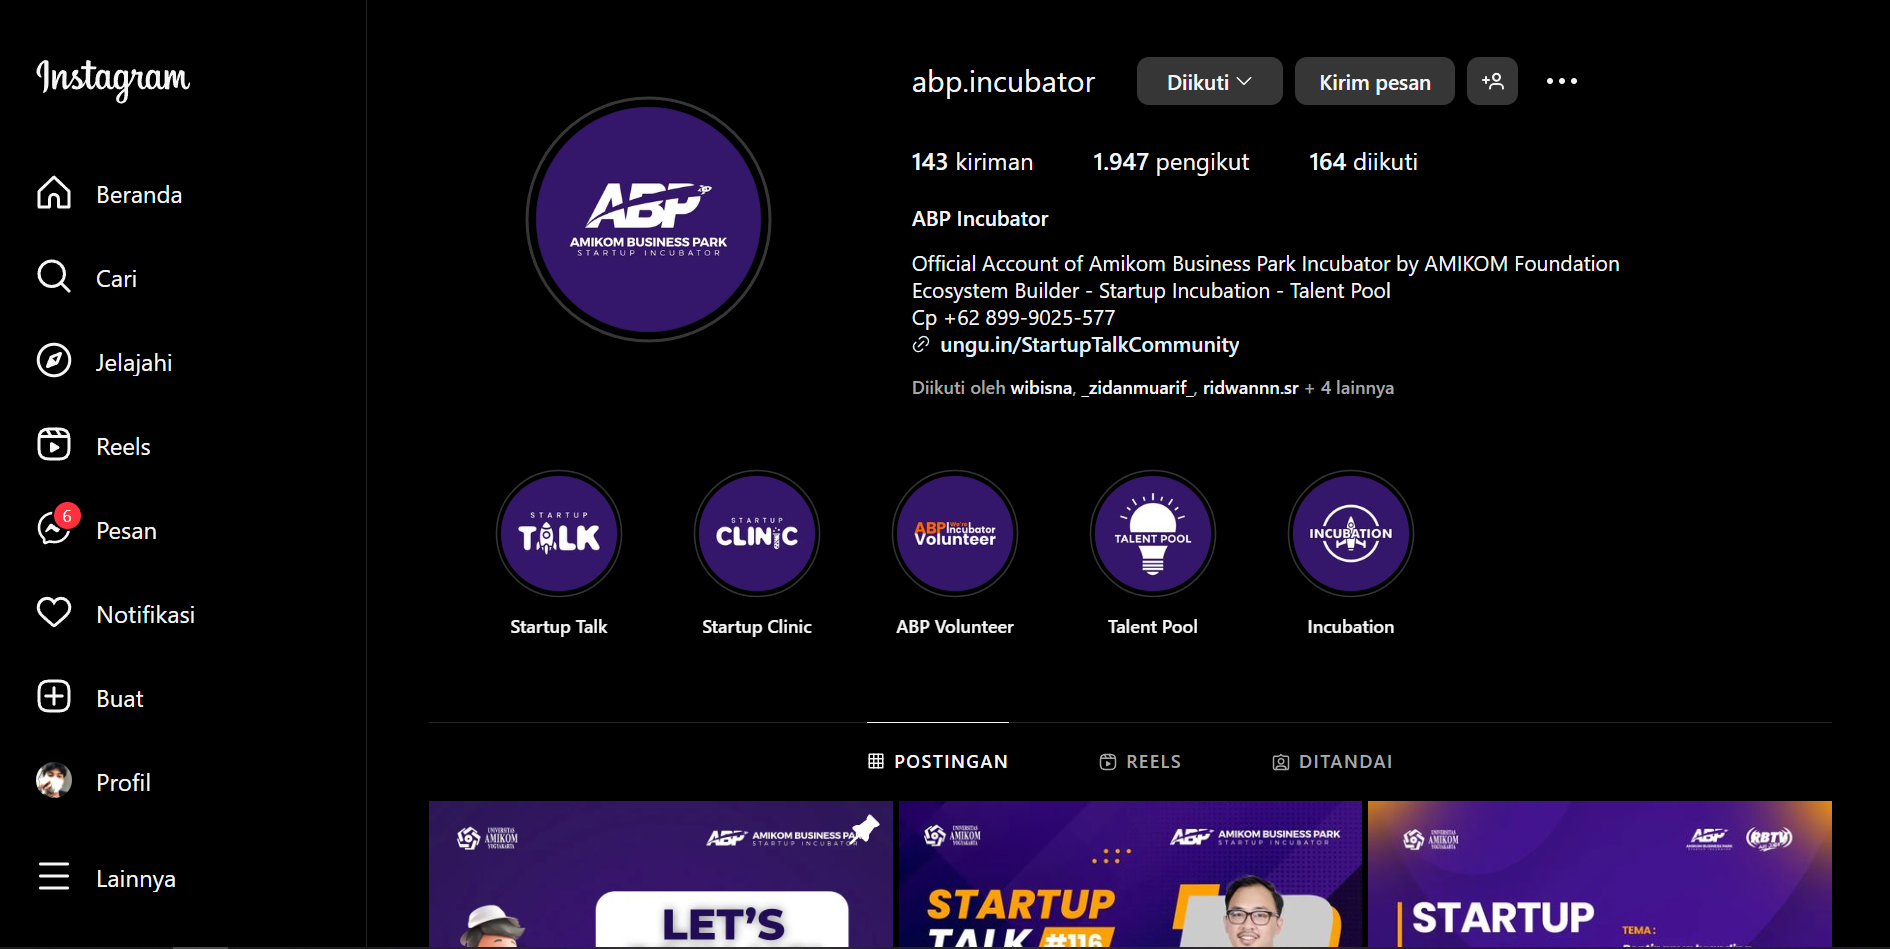 Instagram
Beranda
Cari
Jelajahi
Reels
6
Pesan
Notifikasi
Buat
Profil
Lainnya
abp.incubator
Diikuti
Kirim pesan
143 kiriman
1.947 pengikut
164 diikuti
ABP
AMIKOM BUSINESS PARK
STARTUP INCUBATOR
ABP Incubator
Official Account of Amikom Business Park Incubator by AMIKOM Foundation
Ecosystem Builder - Startup Incubation - Talent Pool
Cp +62 899-9025-577
ungu.in/StartupTalkCommunity
Diikuti oleh wibisna, _zidanmuarif_, ridwannn.sr + 4 lainnya
STARTUP
TALK
Startup Talk
STARTUP
CLINIC
Startup Clinic
ABP We're Incubator
Volunteer
ABP Volunteer
TALENT POOL
Talent Pool
INCUBATION
Incubation
POSTINGAN
REELS
DITANDAI
UNIVERSITAS
AMIKOM
YOGYAKARTA
ABP AMIKOM BUSINESS PA
STARTUP INCUBATOR
LET'S
UNIVERSITAS
AMIKOM
YOGYAKARTA
ABP AMIKOM BUSINESS PARK
STARTUP INCUBATOR
STARTUP
TALK #116
UNIVERSITAS
AMIKOM
YOGYAKARTA
ABP
AMIKOM BUSINESS PARK
RBTV
STARTUP
TEMA :